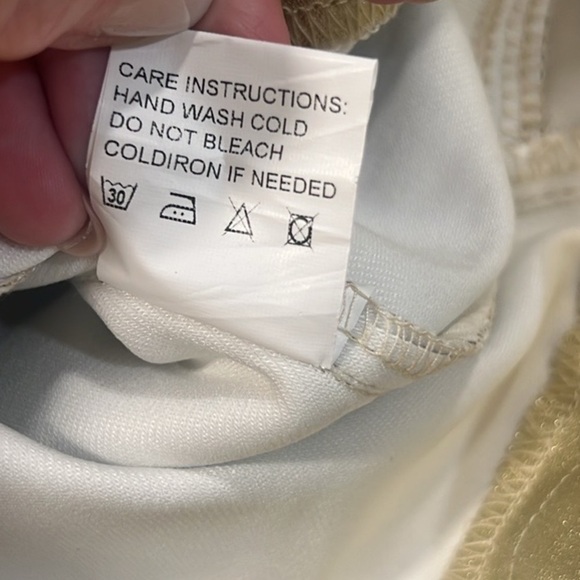 CARE INSTRUCTIONS:
HAND WASH COLD
DO NOT BLEACH
COLDIRON IF NEEDED
30